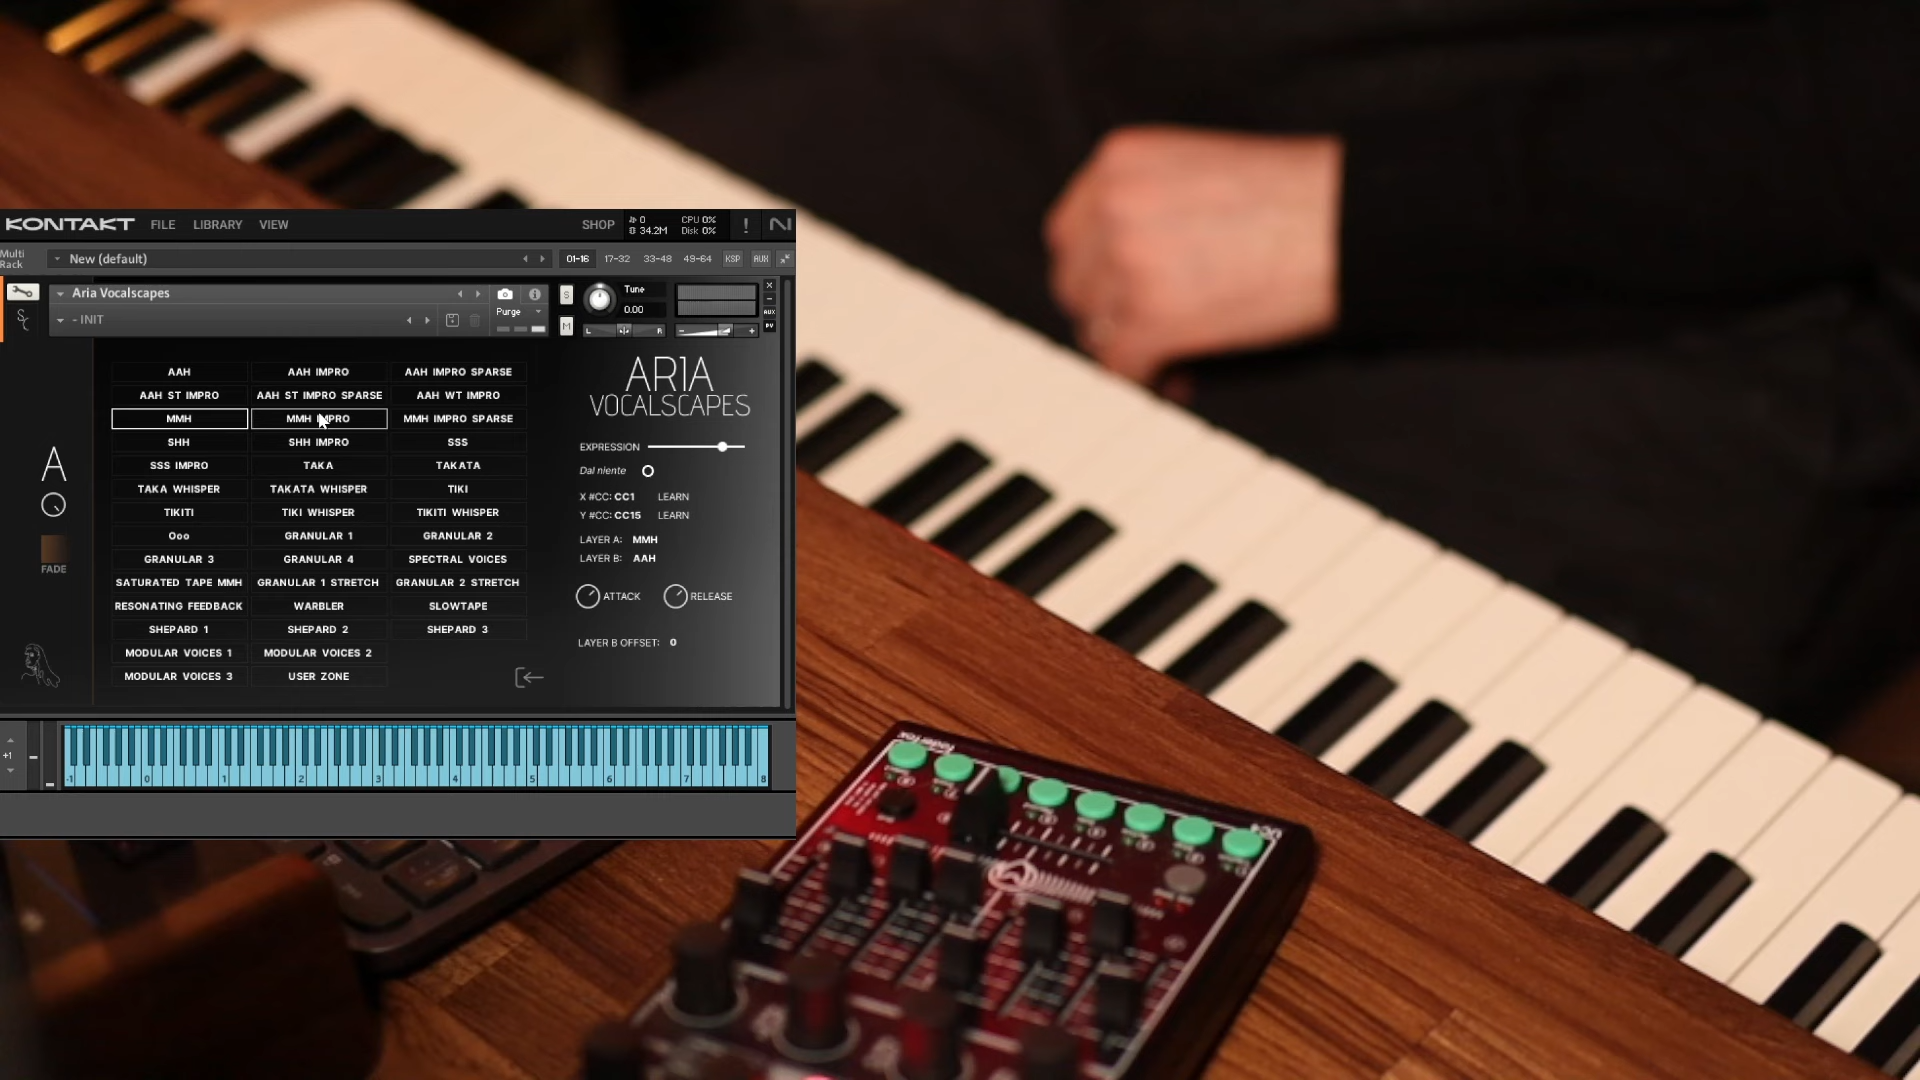 KONTAKT FILE LIBRARY VIEW SHOP 0 CPU 0% !
34.2M Disk 0%
Multi Rack New (default) 01-16 17-32 33-48 49-64 KSP AUX
Aria Vocalscapes S Tune 0.00
- INIT Purge M L R - +
AUX
PV
AAH AAH IMPRO AAH IMPRO SPARSE
AAH ST IMPRO AAH ST IMPRO SPARSE AAH WT IMPRO
MMH MMH IMPRO MMH IMPRO SPARSE
SHH SHH IMPRO SSS
SSS IMPRO TAKA TAKATA
TAKA WHISPER TAKATA WHISPER TIKI
TIKITI TIKI WHISPER TIKITI WHISPER
Ooo GRANULAR 1 GRANULAR 2
GRANULAR 3 GRANULAR 4 SPECTRAL VOICES
SATURATED TAPE MMH GRANULAR 1 STRETCH GRANULAR 2 STRETCH
RESONATING FEEDBACK WARBLER SLOWTAPE
SHEPARD 1 SHEPARD 2 SHEPARD 3
MODULAR VOICES 1 MODULAR VOICES 2
MODULAR VOICES 3 USER ZONE
A
FADE
ARIA
VOCALSCAPES
EXPRESSION
Dal niente
X #CC: CC1 LEARN
Y #CC: CC15 LEARN
LAYER A: MMH
LAYER B: AAH
ATTACK RELEASE
LAYER B OFFSET: 0
+1
-1 0 1 2 3 4 5 6 7 8
faderfox
UC4